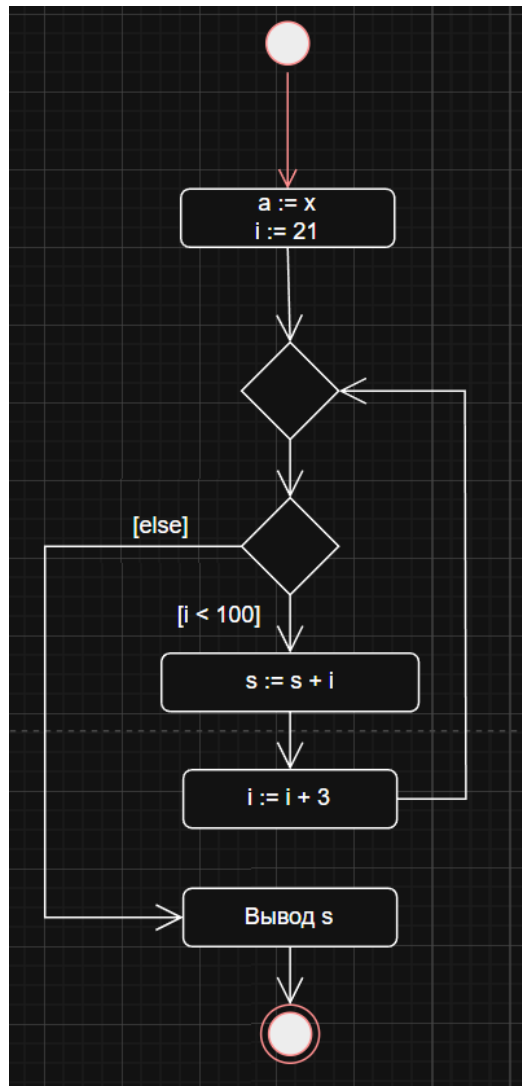 a := x
i := 21
[else]
[i < 100]
s := s + i
i := i + 3
Вывод s